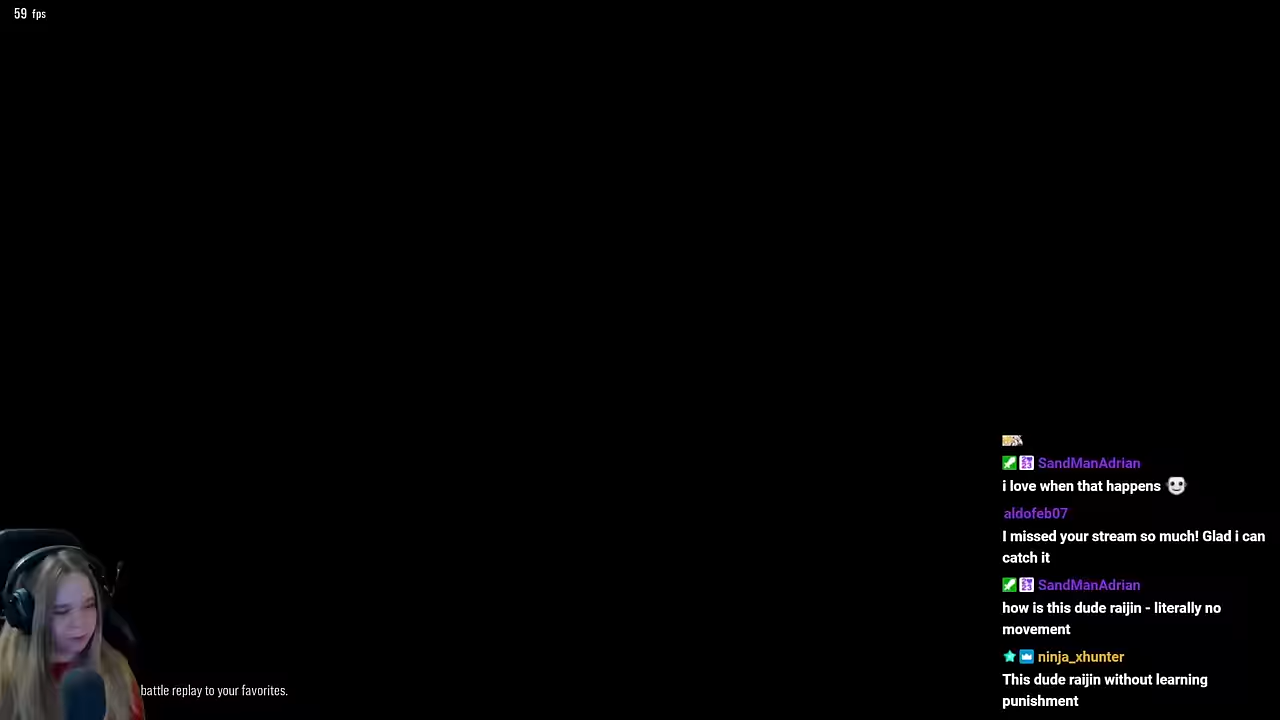 59 fps
SandManAdrian
i love when that happens
aldofeb07
I missed your stream so much! Glad i can
catch it
SandManAdrian
how is this dude raijin - literally no
movement
ninja_xhunter
This dude raijin without learning
punishment
battle replay to your favorites.